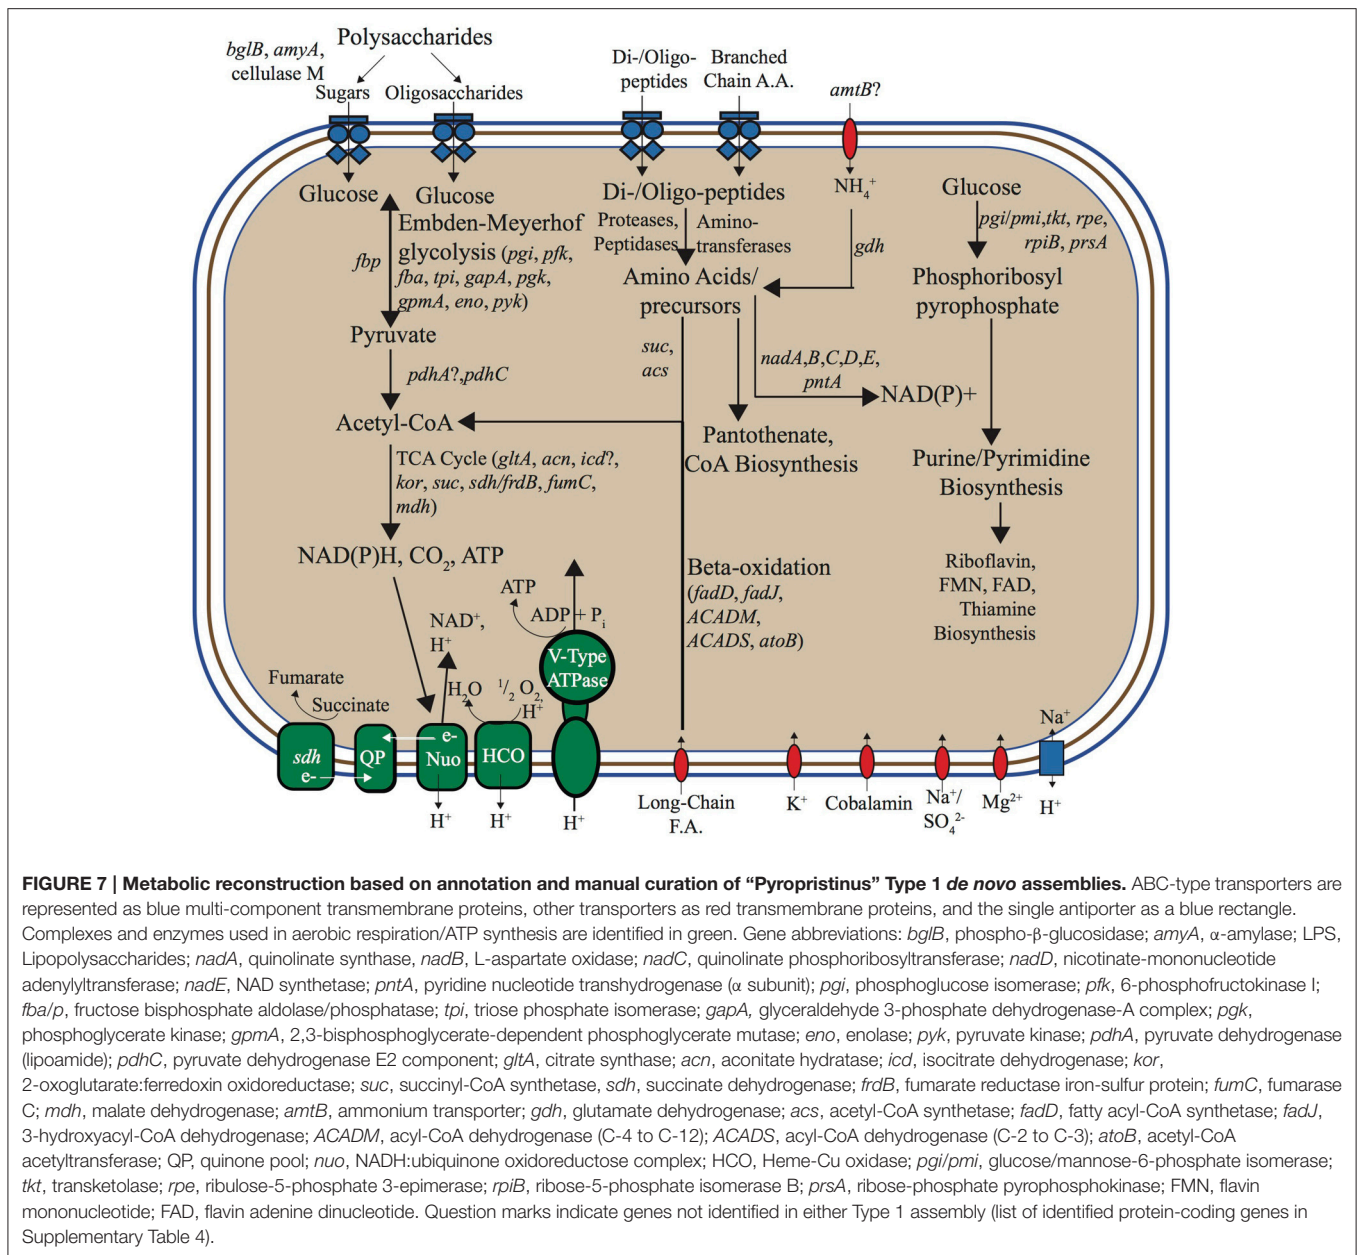 Polysaccharides
bglB, amyA,
cellulase M
Sugars
Oligosaccharides
Di-/Oligo-
peptides
Branched
Chain A.A.
amtB?
Glucose
Glucose
Embden-Meyerhof
glycolysis (pgi, pfk,
fba, tpi, gapA, pgk,
gpmA, eno, pyk)
fbp
Pyruvate
pdhA?,pdhC
Acetyl-CoA
TCA Cycle (gltA, acn, icd?,
kor, suc, sdh/frdB, fumC,
mdh)
NAD(P)H, CO₂, ATP
Di-/Oligo-peptides
Proteases,
Peptidases
Amino-
transferases
NH₄⁺
gdh
Amino Acids/
precursors
suc,
acs
nadA,B,C,D,E,
pntA
NAD(P)+
Pantothenate,
CoA Biosynthesis
Glucose
pgi/pmi,tkt, rpe,
rpiB, prsA
Phosphoribosyl
pyrophosphate
Purine/Pyrimidine
Biosynthesis
Riboflavin,
FMN, FAD,
Thiamine
Biosynthesis
Beta-oxidation
(fadD, fadJ,
ACADM,
ACADS, atoB)
ATP
ADP + Pᵢ
V-Type
ATPase
NAD⁺,
H⁺
H₂O
¹/₂ O₂,
H⁺
Fumarate
Succinate
sdh
e-
QP
e-
Nuo
HCO
H⁺
H⁺
H⁺
Long-Chain
F.A.
K⁺
Cobalamin
Na⁺/
SO₄²⁻
Mg²⁺
Na⁺
H⁺
FIGURE 7 | Metabolic reconstruction based on annotation and manual curation of “Pyropristinus” Type 1 de novo assemblies. ABC-type transporters are
represented as blue multi-component transmembrane proteins, other transporters as red transmembrane proteins, and the single antiporter as a blue rectangle.
Complexes and enzymes used in aerobic respiration/ATP synthesis are identified in green. Gene abbreviations: bglB, phospho-β-glucosidase; amyA, α-amylase; LPS,
Lipopolysaccharides; nadA, quinolinate synthase, nadB, L-aspartate oxidase; nadC, quinolinate phosphoribosyltransferase; nadD, nicotinate-mononucleotide
adenylyltransferase; nadE, NAD synthetase; pntA, pyridine nucleotide transhydrogenase (α subunit); pgi, phosphoglucose isomerase; pfk, 6-phosphofructokinase I;
fba/p, fructose bisphosphate aldolase/phosphatase; tpi, triose phosphate isomerase; gapA, glyceraldehyde 3-phosphate dehydrogenase-A complex; pgk,
phosphoglycerate kinase; gpmA, 2,3-bisphosphoglycerate-dependent phosphoglycerate mutase; eno, enolase; pyk, pyruvate kinase; pdhA, pyruvate dehydrogenase
(lipoamide); pdhC, pyruvate dehydrogenase E2 component; gltA, citrate synthase; acn, aconitate hydratase; icd, isocitrate dehydrogenase; kor,
2-oxoglutarate:ferredoxin oxidoreductase; suc, succinyl-CoA synthetase, sdh, succinate dehydrogenase; frdB, fumarate reductase iron-sulfur protein; fumC, fumarase
C; mdh, malate dehydrogenase; amtB, ammonium transporter; gdh, glutamate dehydrogenase; acs, acetyl-CoA synthetase; fadD, fatty acyl-CoA synthetase; fadJ,
3-hydroxyacyl-CoA dehydrogenase; ACADM, acyl-CoA dehydrogenase (C-4 to C-12); ACADS, acyl-CoA dehydrogenase (C-2 to C-3); atoB, acetyl-CoA
acetyltransferase; QP, quinone pool; nuo, NADH:ubiquinone oxidoreductose complex; HCO, Heme-Cu oxidase; pgi/pmi, glucose/mannose-6-phosphate isomerase;
tkt, transketolase; rpe, ribulose-5-phosphate 3-epimerase; rpiB, ribose-5-phosphate isomerase B; prsA, ribose-phosphate pyrophosphokinase; FMN, flavin
mononucleotide; FAD, flavin adenine dinucleotide. Question marks indicate genes not identified in either Type 1 assembly (list of identified protein-coding genes in
Supplementary Table 4).